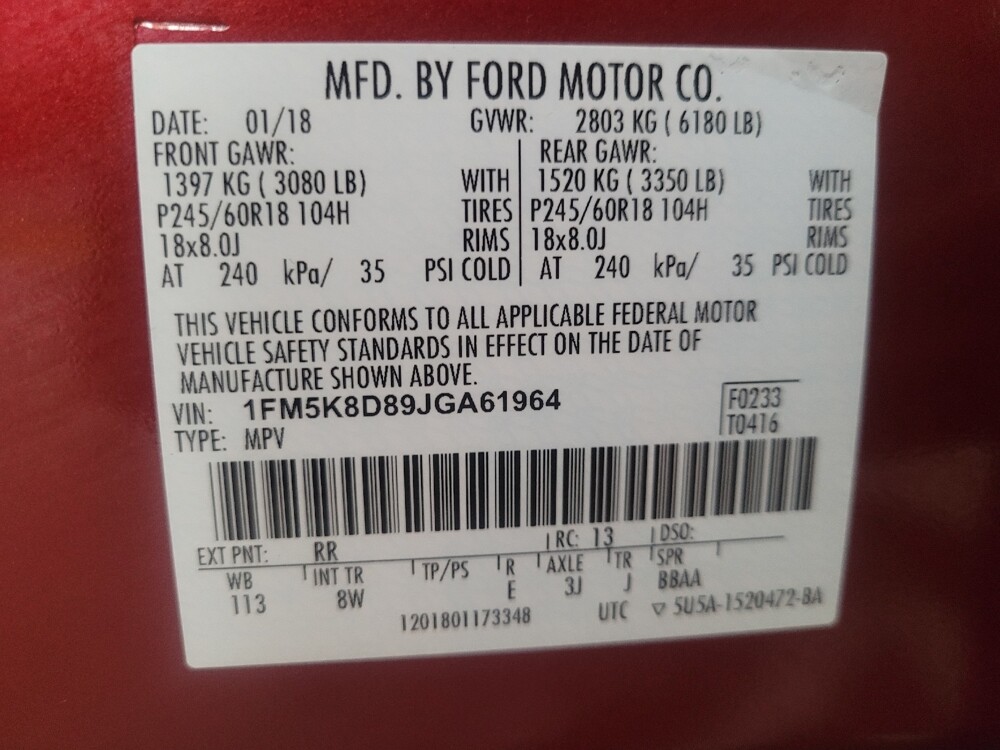 MFD. BY FORD MOTOR CO.
DATE: 01/18 GVWR: 2803 KG ( 6180 LB)
FRONT GAWR: REAR GAWR:
1397 KG ( 3080 LB) WITH 1520 KG ( 3350 LB) WITH
P245/60R18 104H TIRES P245/60R18 104H TIRES
18x8.0J RIMS 18x8.0J RIMS
AT 240 kPa/ 35 PSI COLD AT 240 kPa/ 35 PSI COLD
THIS VEHICLE CONFORMS TO ALL APPLICABLE FEDERAL MOTOR
VEHICLE SAFETY STANDARDS IN EFFECT ON THE DATE OF
MANUFACTURE SHOWN ABOVE.
VIN: 1FM5K8D89JGA61964 F0233
TYPE: MPV T0416
EXT PNT: RR RC: 13 DSO:
WB INT TR TP/PS R AXLE TR SPR
113 8W E 3J J BBAA
1201801173348 UTC ▽ 5U5A-1520472-BA